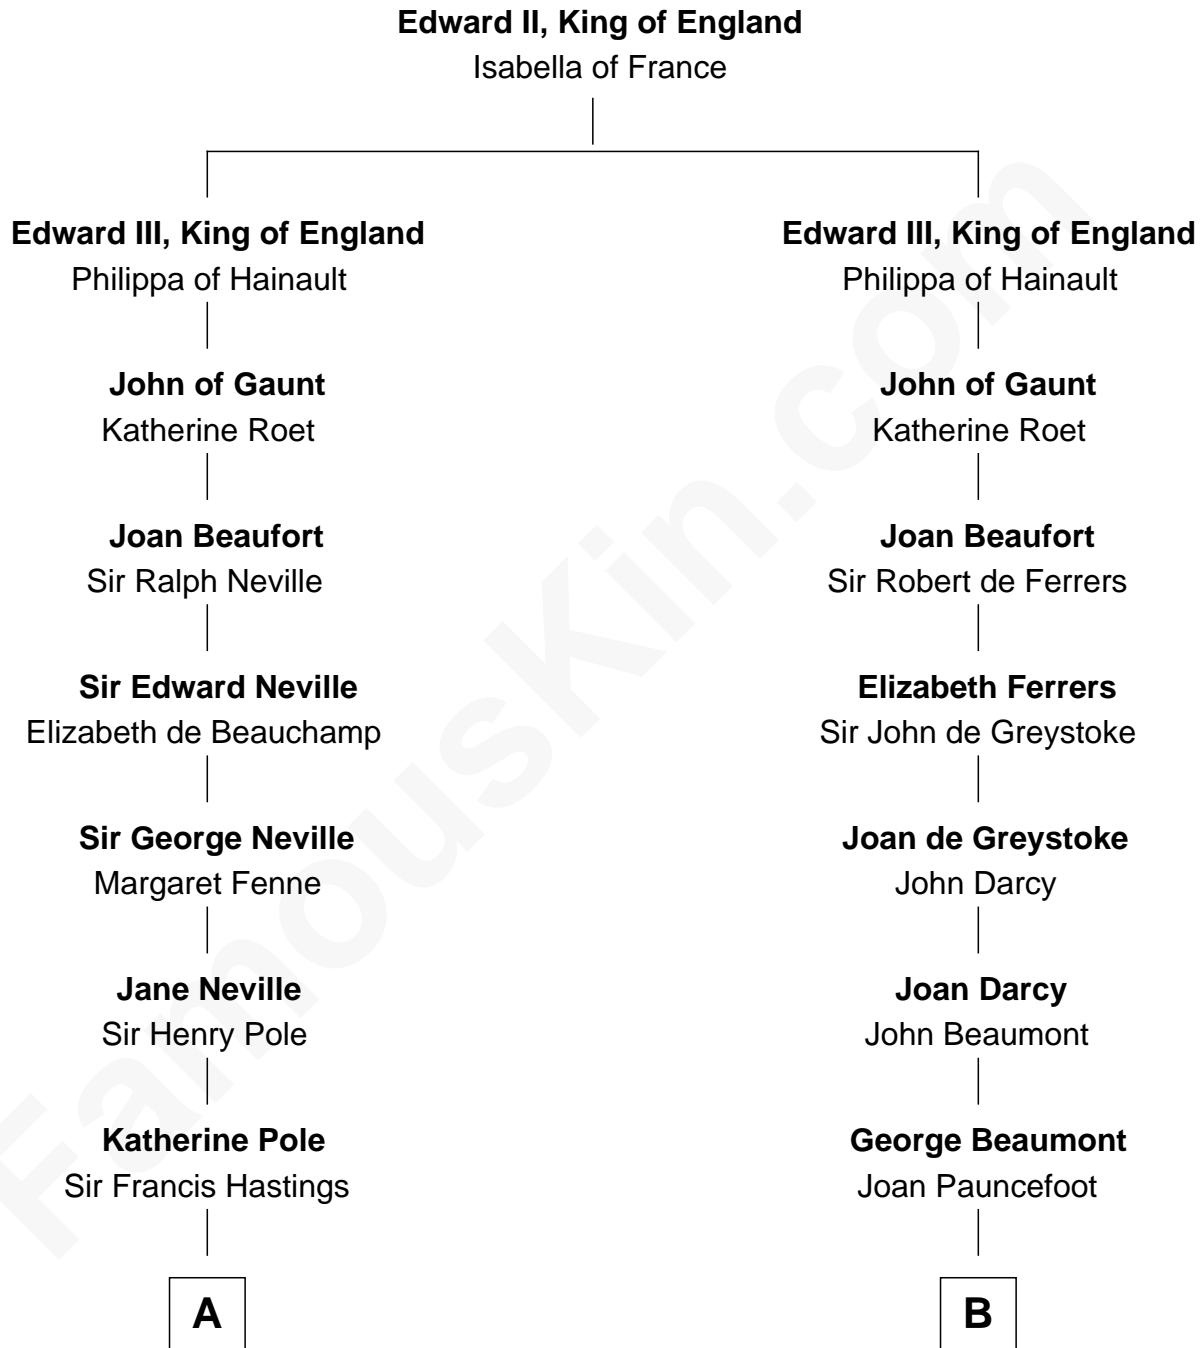 Edward II, King of England
Isabella of France
Edward III, King of England
Philippa of Hainault
John of Gaunt
Katherine Roet
Joan Beaufort
Sir Ralph Neville
Sir Edward Neville
Elizabeth de Beauchamp
Sir George Neville
Margaret Fenne
Jane Neville
Sir Henry Pole
Katherine Pole
Sir Francis Hastings
A
Edward III, King of England
Philippa of Hainault
John of Gaunt
Katherine Roet
Joan Beaufort
Sir Robert de Ferrers
Elizabeth Ferrers
Sir John de Greystoke
Joan de Greystoke
John Darcy
Joan Darcy
John Beaumont
George Beaumont
Joan Pauncefoot
B
FamousKin.com